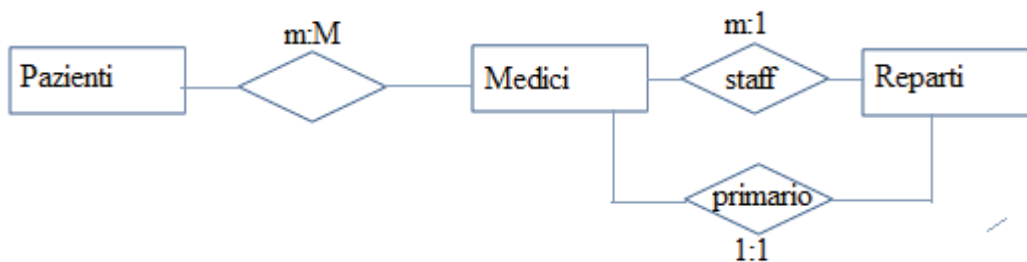 m:M
m:1
Pazienti
Medici
staff
Reparti
primario
1:1